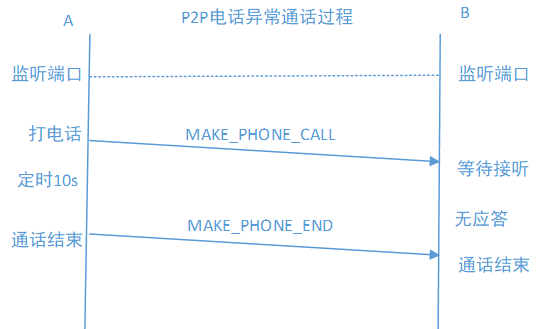 P2P电话异常通话过程
A
B
监听端口
监听端口
打电话
MAKE_PHONE_CALL
等待接听
定时10s
无应答
MAKE_PHONE_END
通话结束
通话结束